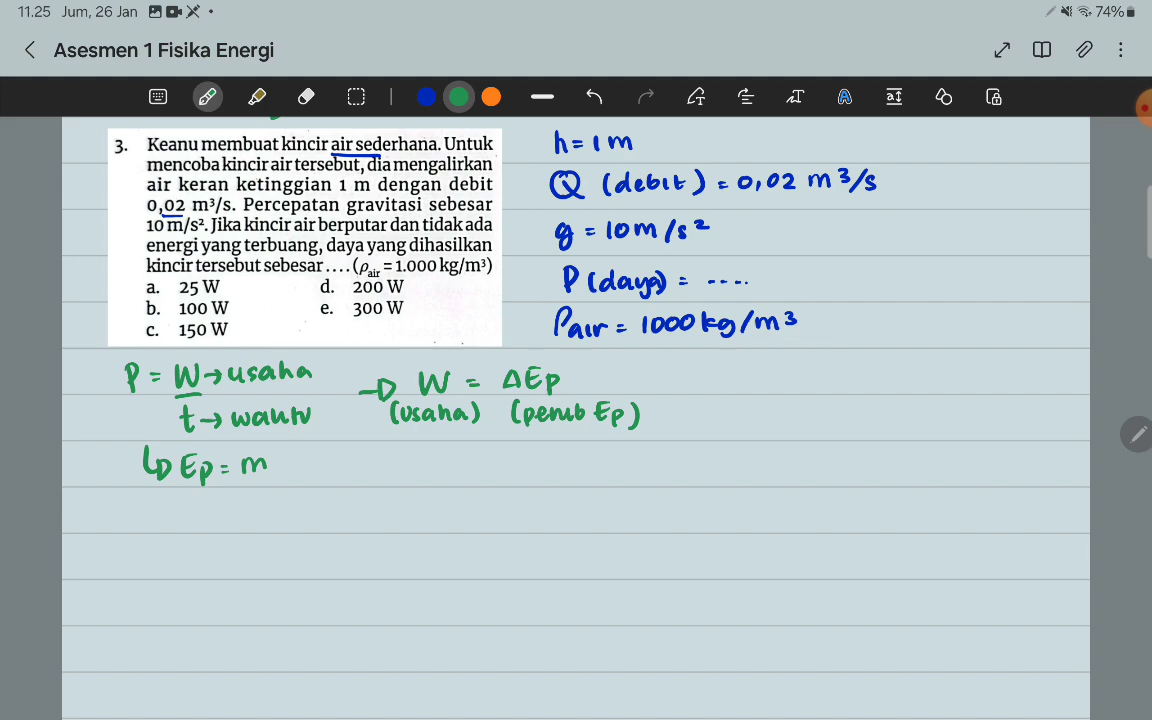 11.25 Jum, 26 Jan
74%
Asesmen 1 Fisika Energi
3. Keanu membuat kincir air sederhana. Untuk
mencoba kincir air tersebut, dia mengalirkan
air keran ketinggian 1 m dengan debit
0,02 m³/s. Percepatan gravitasi sebesar
10 m/s². Jika kincir air berputar dan tidak ada
energi yang terbuang, daya yang dihasilkan
kincir tersebut sebesar .... (ρair = 1.000 kg/m³)
a. 25 W d. 200 W
b. 100 W e. 300 W
c. 150 W
h = 1 m
Q (debit) = 0,02 m³/s
g = 10 m/s²
P (daya) = ....
ρair = 1000 kg/m³
P = W → usaha
t → waktu
→ W = ΔEp
(usaha) (perub Ep)
↳ Ep = m